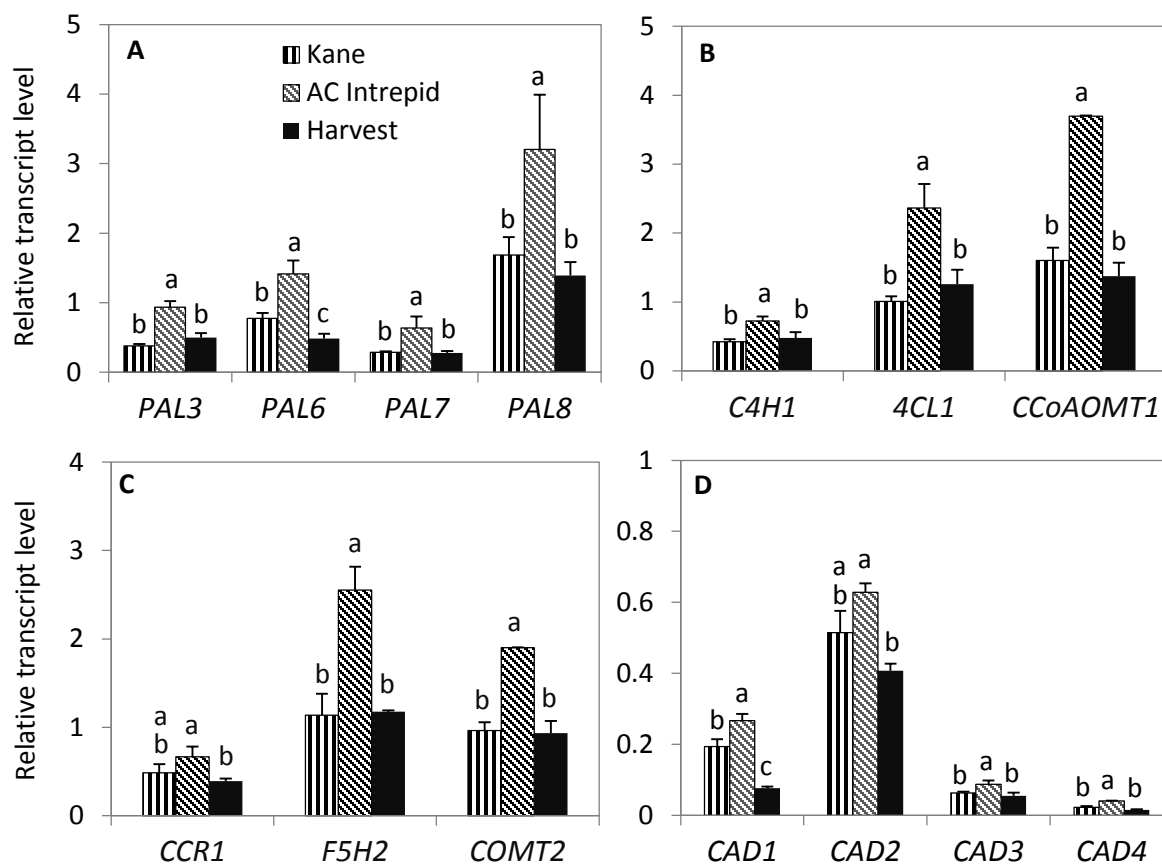 A
Kane
AC Intrepid
Harvest
Relative transcript level
5
4
3
2
1
0
b a b
b a c
b a b
b a b
PAL3 PAL6 PAL7 PAL8
B
5
4
3
2
1
0
b a b
b a b
b a b
C4H1 4CL1 CCoAOMT1
C
Relative transcript level
4
3
2
1
0
a
b a b
b a b
b a b
CCR1 F5H2 COMT2
D
1
0.8
0.6
0.4
0.2
0
b a c
a
b a b
b a b
b a b
CAD1 CAD2 CAD3 CAD4